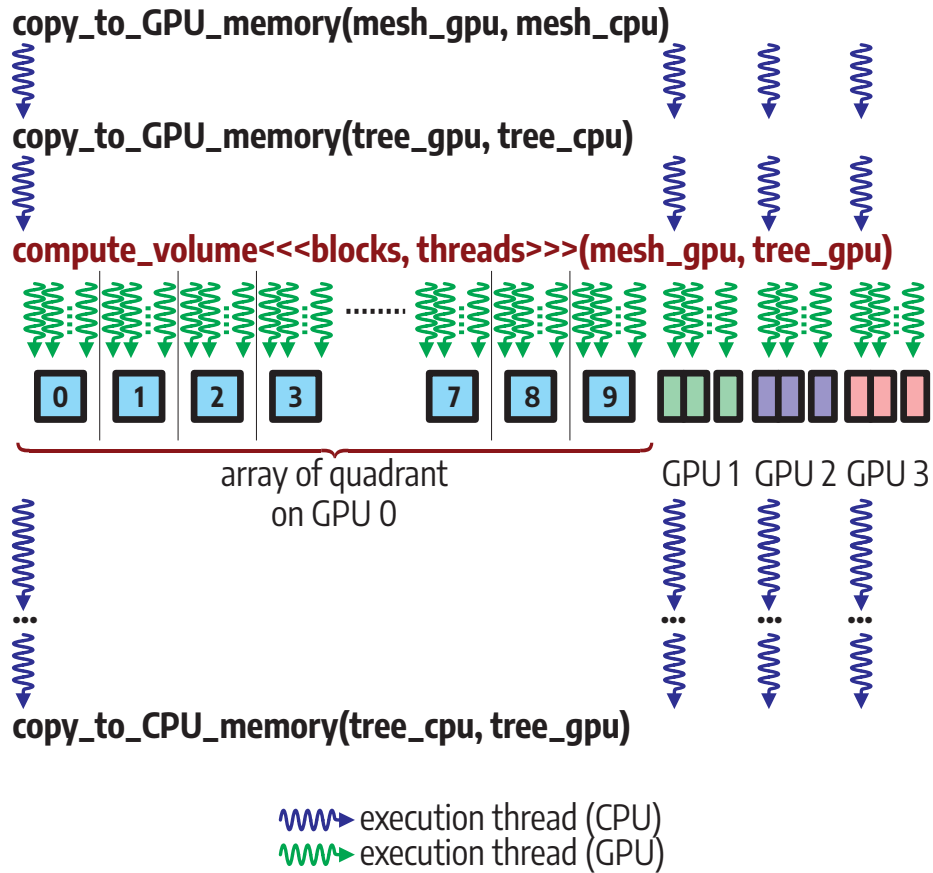 copy_to_GPU_memory(mesh_gpu, mesh_cpu)
copy_to_GPU_memory(tree_gpu, tree_cpu)
compute_volume<<<blocks, threads>>>(mesh_gpu, tree_gpu)
0 1 2 3 ········· 7 8 9
array of quadrant
on GPU 0
GPU 1 GPU 2 GPU 3
... ... ... ...
copy_to_CPU_memory(tree_cpu, tree_gpu)
execution thread (CPU)
execution thread (GPU)